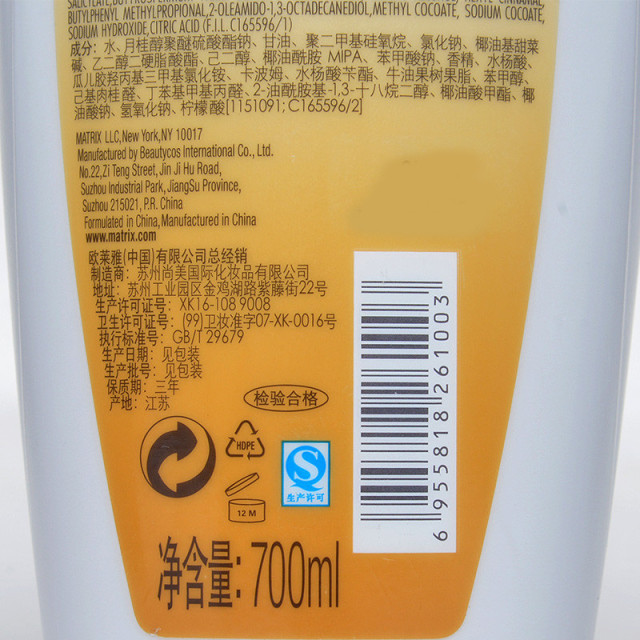 SALICYLATE,
BUTYLPHENYL METHYLPROPIONAL,2-OLEAMIDO-1,3-OCTADECANEDIOL,METHYL COCOATE, SODIUM COCOATE,
SODIUM HYDROXIDE,CITRIC ACID (F.I.L. C165596/1)
成分：水、月桂醇聚醚硫酸酯钠、甘油、聚二甲基硅氧烷、氯化钠、椰油基甜菜
碱、乙二醇二硬脂酸酯、己二醇、椰油酰胺 MIPA、苯甲酸钠、香精、水杨酸、
瓜儿胶羟丙基三甲基氯化铵、卡波姆、水杨酸苄酯、牛油果树果脂、苯甲醇、
己基肉桂醛、丁苯基甲基丙醛、2-油酰胺基-1,3-十八烷二醇、椰油酸甲酯、椰
油酸钠、氢氧化钠、柠檬酸[1151091; C165596/2]
MATRIX LLC,New York,NY 10017
Manufactured by Beautycos International Co., Ltd.
No.22,Zi Teng Street,Jin Ji Hu Road,
Suzhou Industrial Park,JiangSu Province,
Suzhou 215021, P.R. China
Formulated in China,Manufactured in China
www.matrix.com
欧莱雅(中国)有限公司总经销
制造商：苏州尚美国际化妆品有限公司
地址：苏州工业园区金鸡湖路紫藤街22号
生产许可证号：XK16-108 9008
卫生许可证号：(99)卫妆准字07-XK-0016号
执行标准号：GB/T 29679
生产日期：见包装
生产批号：见包装
保质期：三年
产地：江苏
检验合格
HDPE
生产许可
12 M
6 955818 261003
净含量: 700ml